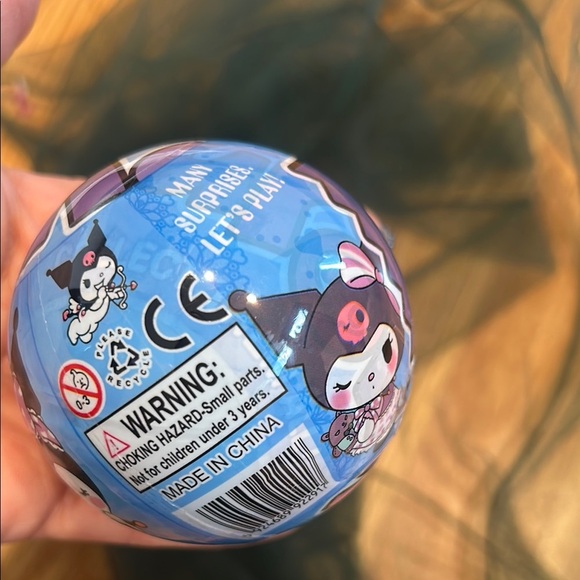 MANY
SURPRISES,
LET'S PLAY!
CE
PLEASE
RECYCLE
0-3
WARNING:
CHOKING HAZARD-Small parts.
Not for children under 3 years.
MADE IN CHINA